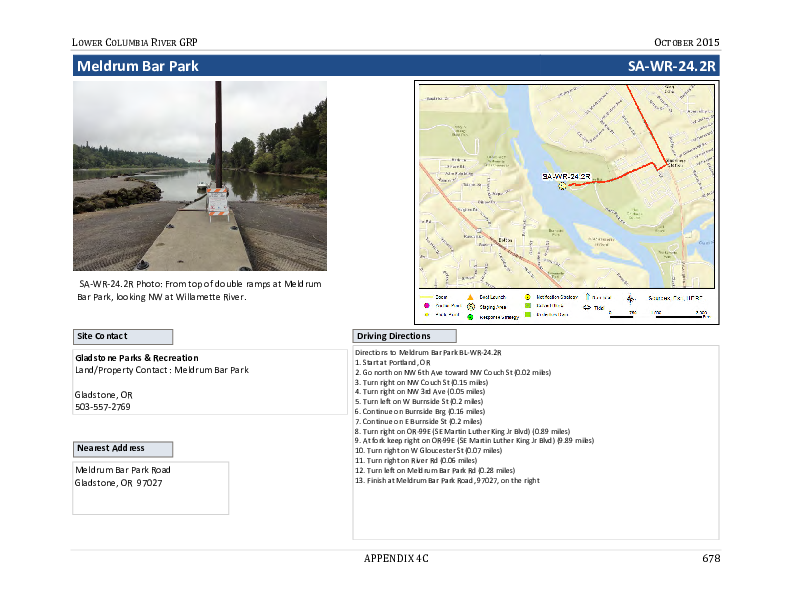 LOWER COLUMBIA RIVER GRP
OCTOBER 2015
Meldrum Bar Park
SA-WR-24.2R
SA-WR-24.2R
SA-WR-24.2R Photo: From top of double ramps at Meldrum
Bar Park, looking NW at Willamette River.
Boom
Boat Launch
Notification Strategy
Staging Area
Response Strategy
Site Contact
Gladstone Parks & Recreation
Land/Property Contact : Meldrum Bar Park
Gladstone, OR
503-557-2769
Nearest Address
Meldrum Bar Park Road
Gladstone, OR 97027
Driving Directions
Directions to Meldrum Bar Park BL-WR-24.2R
1. Start at Portland, OR
2. Go north on NW 6th Ave toward NW Couch St (0.02 miles)
3. Turn right on NW Couch St (0.15 miles)
4. Turn right on NW 3rd Ave (0.05 miles)
5. Turn left on W Burnside St (0.2 miles)
6. Continue on Burnside Brg (0.16 miles)
7. Continue on E Burnside St (0.2 miles)
8. Turn right on OR-99E (SE Martin Luther King Jr Blvd) (0.89 miles)
9. At fork keep right on OR-99E (SE Martin Luther King Jr Blvd) (9.89 miles)
10. Turn right on W Gloucester St (0.07 miles)
11. Turn right on River Rd (0.06 miles)
12. Turn left on Meldrum Bar Park Rd (0.28 miles)
13. Finish at Meldrum Bar Park Road, 97027, on the right
APPENDIX 4C
678